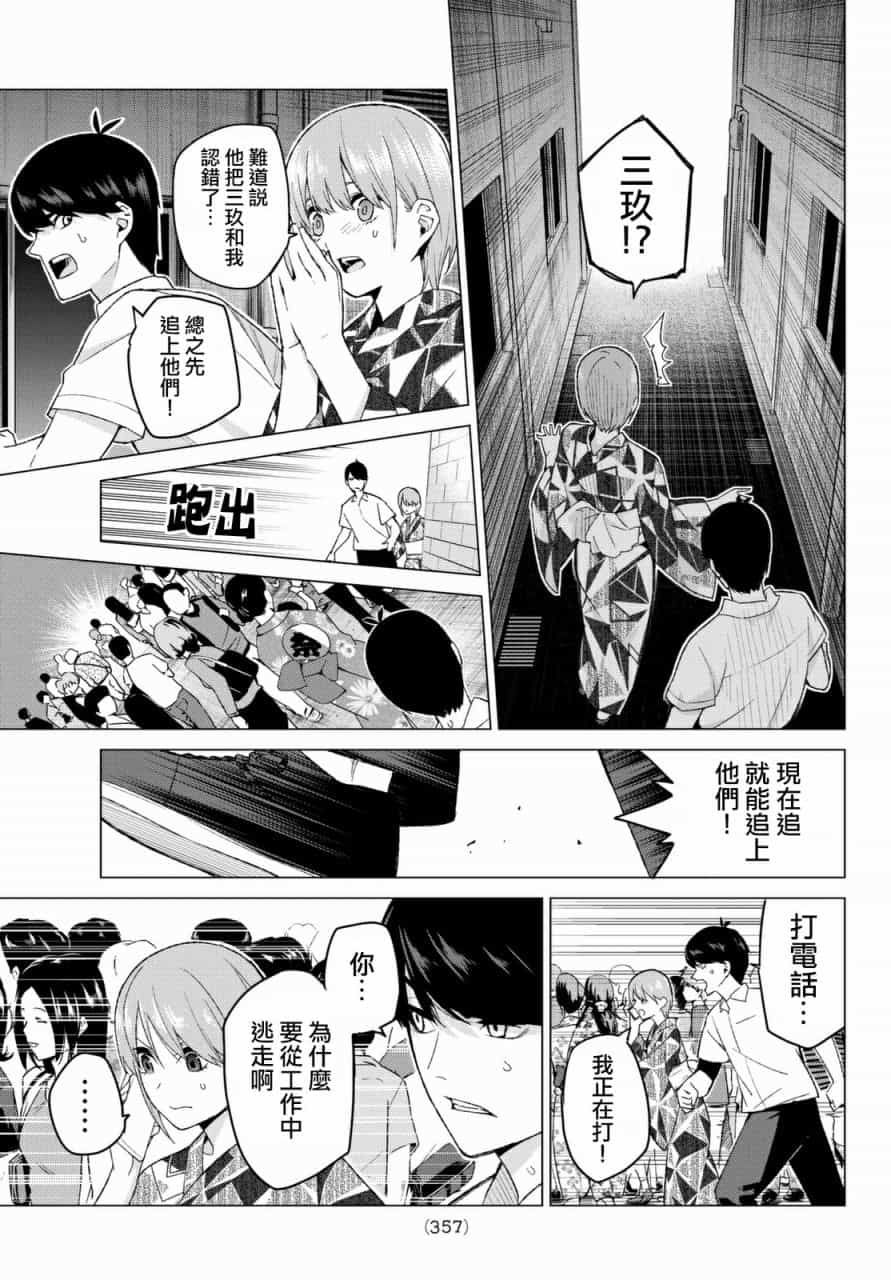 三玖!?
難道說
他把三玖和我
認錯了…
總之先
追上他們！
跑出
現在追
就能追上
他們！
打電話…
我正在打！
你…
為什麼
要從工作中
逃走啊
……
(357)